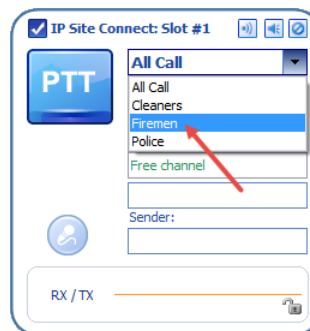 IP Site Connect: Slot #1
PTT
All Call
All Call
Cleaners
Firemen
Police
Free channel
Sender:
RX / TX